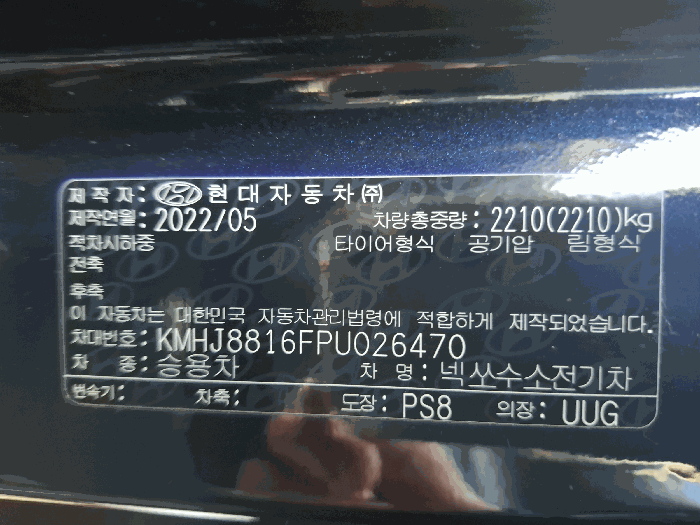 제작자: 현대자동차㈜
제작연월: 2022/05 차량총중량: 2210(2210)kg
적차시하중 타이어형식 공기압 림형식
전축
후축
이 자동차는 대한민국 자동차관리법령에 적합하게 제작되었습니다.
차대번호: KMHJ8816FPU026470
차 종: 승용차 차 명: 넥쏘수소전기차
변속기: 차축: 도장: PS8 의장: UUG